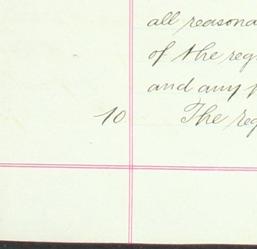 all reasona
of the reg
and any p
10 The reg